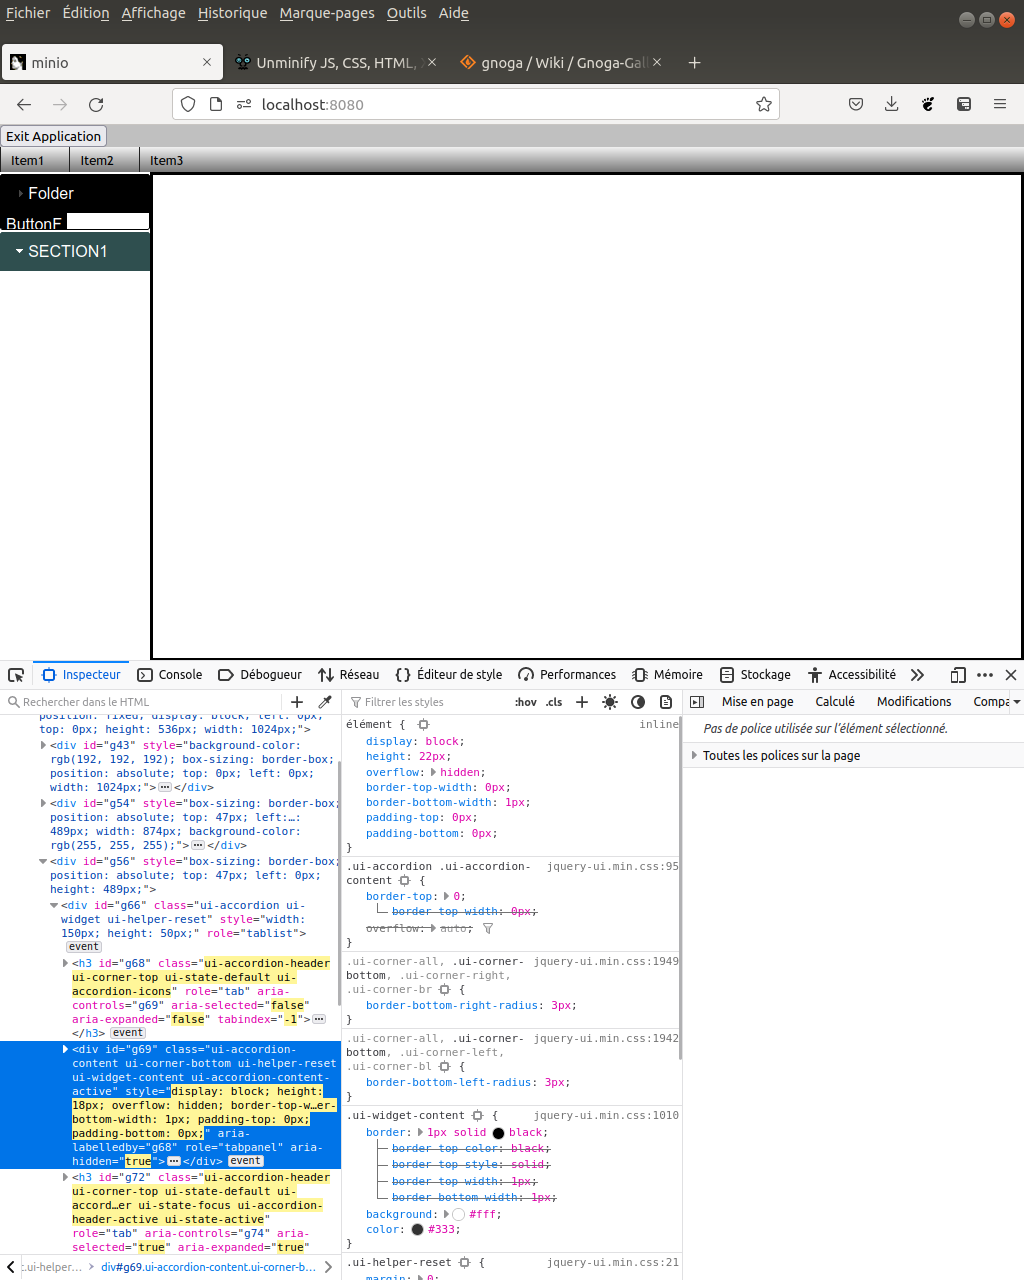 Fichier Édition Affichage Historique Marque-pages Outils Aide
minio
Unminify JS, CSS, HTML,
gnoga / Wiki / Gnoga-Gall
localhost:8080
Exit Application
Item1 Item2 Item3
Folder
ButtonF
SECTION1
Inspecteur Console Débogueur Réseau Éditeur de style Performances Mémoire Stockage Accessibilité
Rechercher dans le HTML
position: fixed; display: block; left: 0px;
top: 0px; height: 536px; width: 1024px;">
<div id="g43" style="background-color:
rgb(192, 192, 192); box-sizing: border-box;
position: absolute; top: 0px; left: 0px;
width: 1024px;"></div>
<div id="g54" style="box-sizing: border-box;
position: absolute; top: 47px; left:…:
489px; width: 874px; background-color:
rgb(255, 255, 255);"></div>
<div id="g56" style="box-sizing: border-box;
position: absolute; top: 47px; left: 0px;
height: 489px;">
<div id="g66" class="ui-accordion ui-
widget ui-helper-reset" style="width:
150px; height: 50px;" role="tablist">
event
<h3 id="g68" class="ui-accordion-header
ui-corner-top ui-state-default ui-
accordion-icons" role="tab" aria-
controls="g69" aria-selected="false"
aria-expanded="false" tabindex="-1">
</h3> event
<div id="g69" class="ui-accordion-
content ui-corner-bottom ui-helper-reset
ui-widget-content ui-accordion-content-
active" style="display: block; height:
18px; overflow: hidden; border-top-w…er-
bottom-width: 1px; padding-top: 0px;
padding-bottom: 0px;" aria-
labelledby="g68" role="tabpanel" aria-
hidden="true"></div> event
<h3 id="g72" class="ui-accordion-header
ui-corner-top ui-state-default ui-
accord…er ui-state-focus ui-accordion-
header-active ui-state-active"
role="tab" aria-controls="g74" aria-
selected="true" aria-expanded="true"
:.ui-helper… div#g69.ui-accordion-content.ui-corner-b…
Filtrer les styles :hov .cls
élément { inline
display: block;
height: 22px;
overflow: hidden;
border-top-width: 0px;
border-bottom-width: 1px;
padding-top: 0px;
padding-bottom: 0px;
}
.ui-accordion .ui-accordion- jquery-ui.min.css:95
content {
border-top: 0;
border-top-width: 0px;
overflow: auto;
}
.ui-corner-all, .ui-corner- jquery-ui.min.css:1949
bottom, .ui-corner-right,
.ui-corner-br {
border-bottom-right-radius: 3px;
}
.ui-corner-all, .ui-corner- jquery-ui.min.css:1942
bottom, .ui-corner-left,
.ui-corner-bl {
border-bottom-left-radius: 3px;
}
.ui-widget-content { jquery-ui.min.css:1010
border: 1px solid black;
border-top-color: black;
border-top-style: solid;
border-top-width: 1px;
border-bottom-width: 1px;
background: #fff;
color: #333;
}
.ui-helper-reset { jquery-ui.min.css:21
margin: 0;
Mise en page Calculé Modifications Compa
Pas de police utilisée sur l’élément sélectionné.
Toutes les polices sur la page